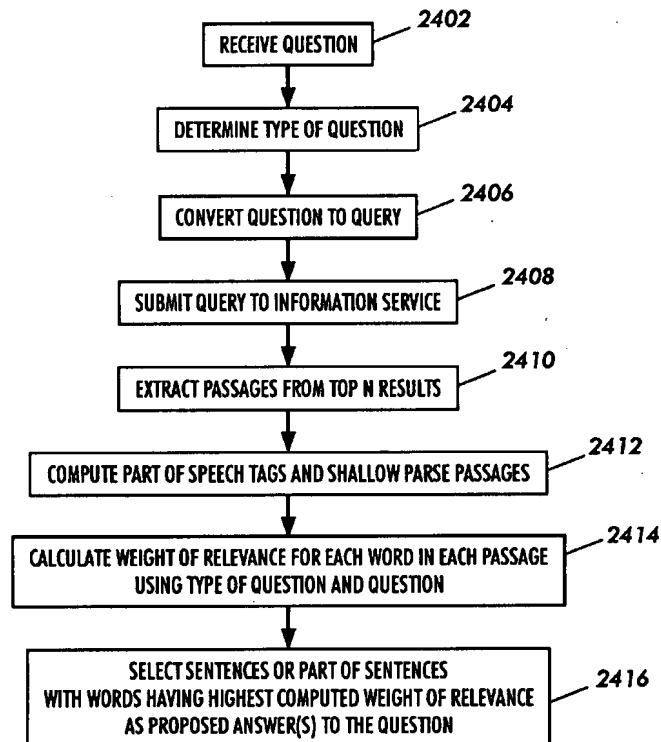 2402
RECEIVE QUESTION
2404
DETERMINE TYPE OF QUESTION
2406
CONVERT QUESTION TO QUERY
2408
SUBMIT QUERY TO INFORMATION SERVICE
2410
EXTRACT PASSAGES FROM TOP N RESULTS
2412
COMPUTE PART OF SPEECH TAGS AND SHALLOW PARSE PASSAGES
2414
CALCULATE WEIGHT OF RELEVANCE FOR EACH WORD IN EACH PASSAGE
USING TYPE OF QUESTION AND QUESTION
2416
SELECT SENTENCES OR PART OF SENTENCES
WITH WORDS HAVING HIGHEST COMPUTED WEIGHT OF RELEVANCE
AS PROPOSED ANSWER(S) TO THE QUESTION